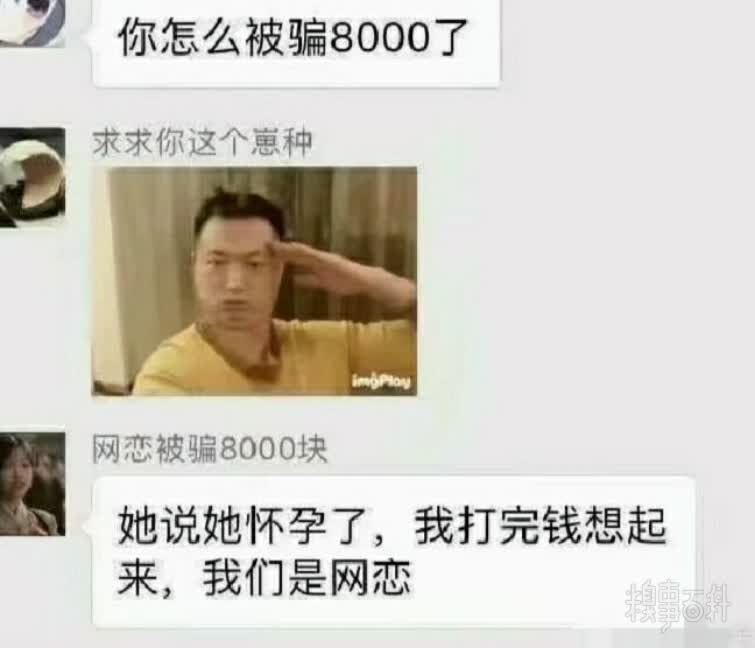 你怎么被骗8000了
求求你这个崽种
imgPlay
网恋被骗8000块
她说她怀孕了，我打完钱想起
来，我们是网恋
糗事百科